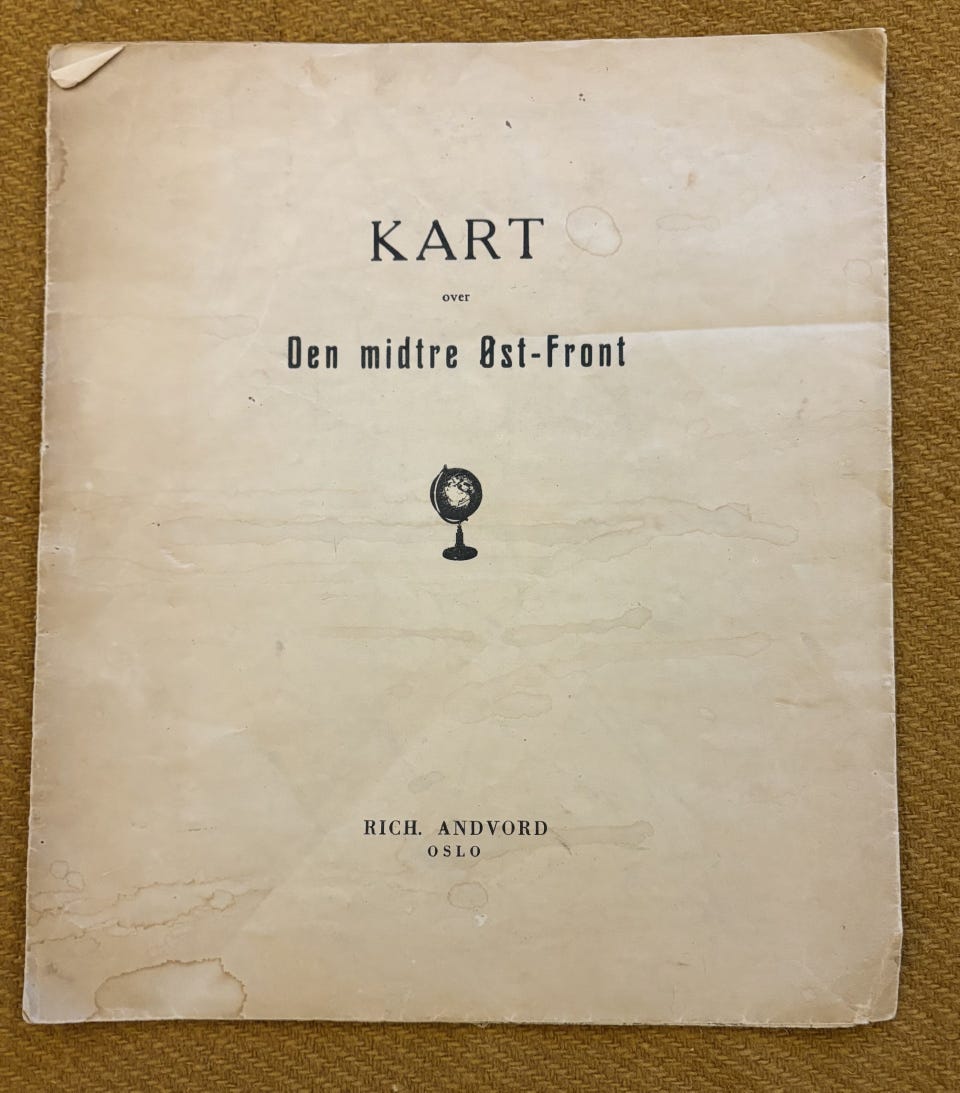 KART
over
Den midtre Øst-Front
RICH. ANDVORD
OSLO